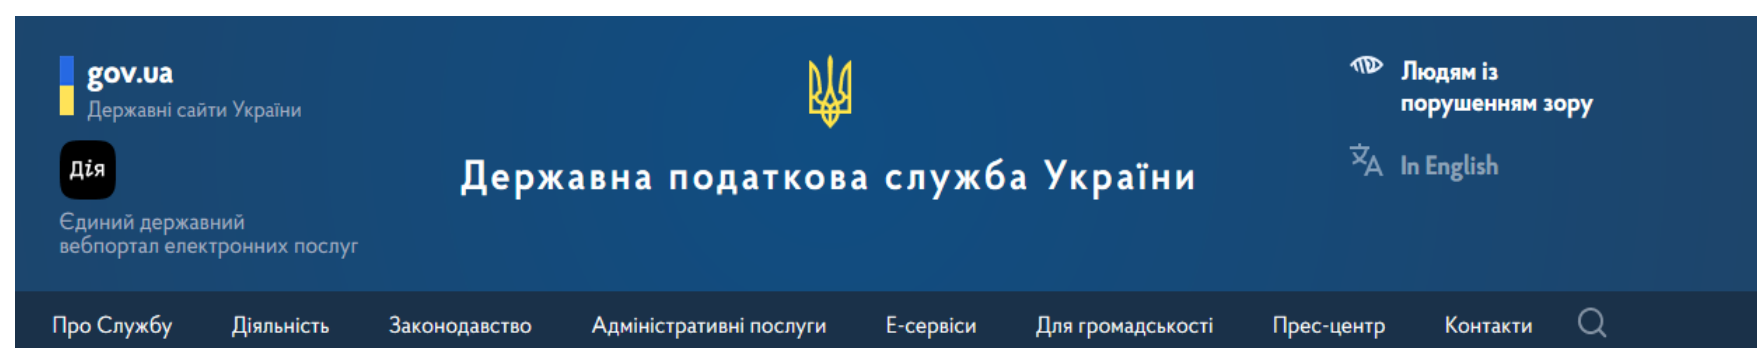 gov.ua
Державні сайти України
Дія
Єдиний державний
вебпортал електронних послуг
Державна податкова служба України
Людям із
порушенням зору
In English
Про Службу Діяльність Законодавство Адміністративні послуги Е-сервіси Для громадськості Прес-центр Контакти